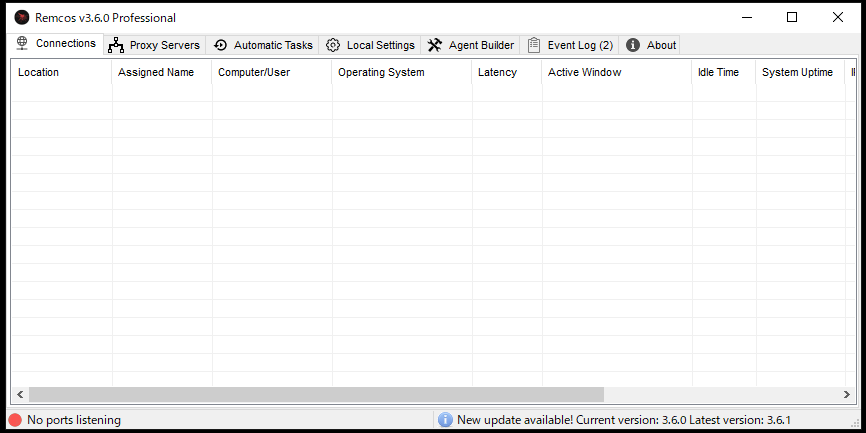 Remcos v3.6.0 Professional
Connections Proxy Servers Automatic Tasks Local Settings Agent Builder Event Log (2) About
Location Assigned Name Computer/User Operating System Latency Active Window Idle Time System Uptime
No ports listening New update available! Current version: 3.6.0 Latest version: 3.6.1